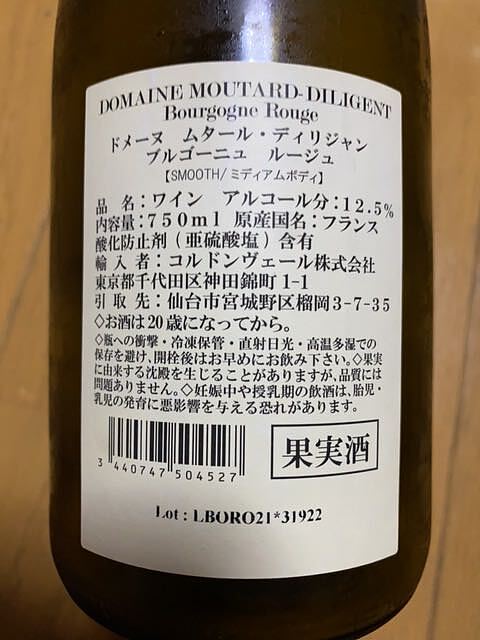 DOMAINE MOUTARD-DILIGENT
Bourgogne Rouge
ドメーヌ ムタール・ディリジャン
ブルゴーニュ ルージュ
【SMOOTH/ミディアムボディ】
品 名:ワイン アルコール分:12.5%
内容量:750ml 原産国名:フランス
酸化防止剤(亜硫酸塩)含有
輸入者:コルドンヴェール株式会社
東京都千代田区神田錦町1-1
引取先:仙台市宮城野区榴岡3-7-35
◇お酒は20歳になってから。
◇瓶への衝撃・冷凍保管・直射日光・高温多湿での
保存を避け、開栓後はお早めにお飲み下さい。◇果実
に由来する沈殿を生じることがありますが、品質には
問題ありません。◇妊娠中や授乳期の飲酒は、胎児・
乳児の発育に悪影響を与える恐れがあります。
果実酒
3 440747 504527
Lot : LBORO21*31922